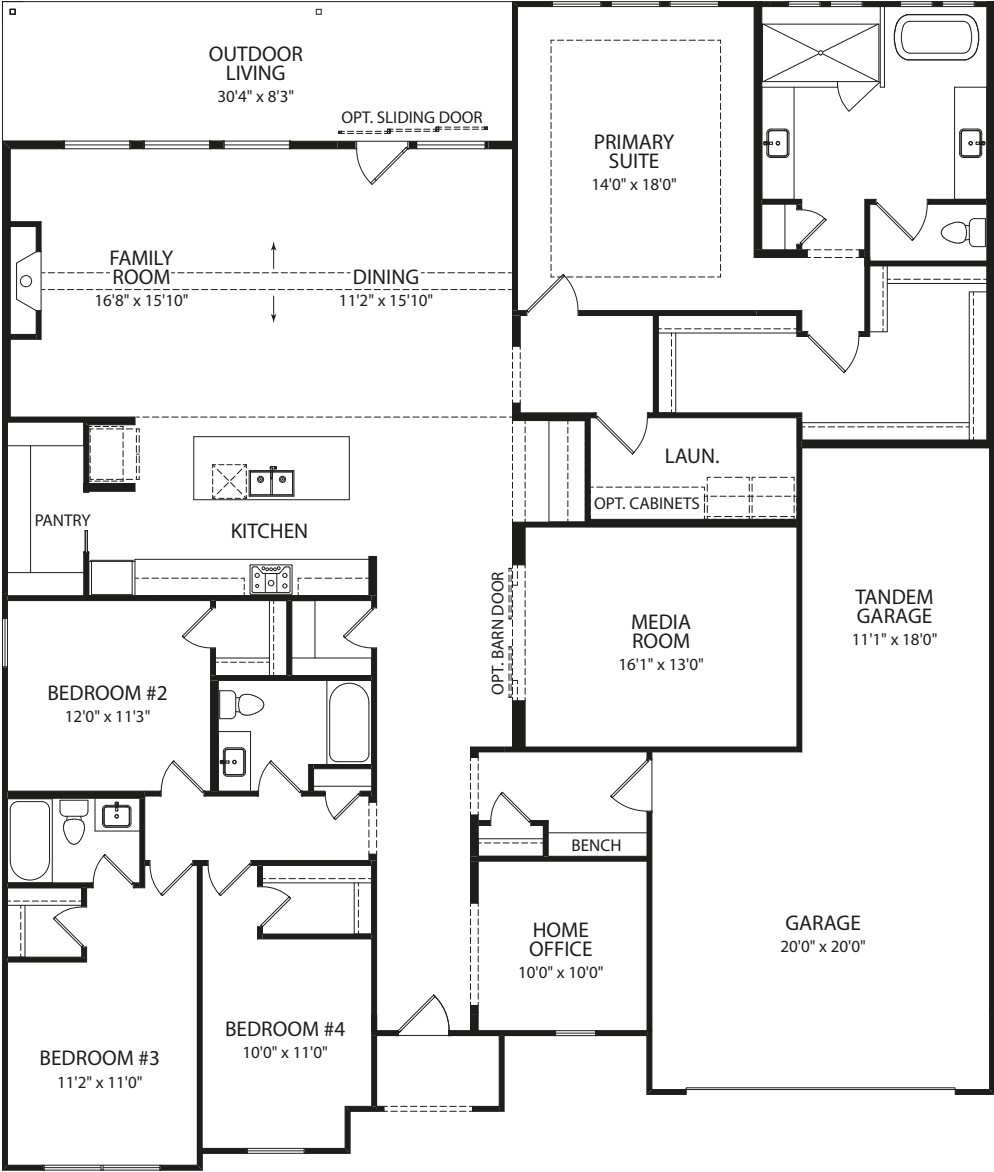 OUTDOOR
LIVING
30'4" x 8'3"
OPT. SLIDING DOOR
PRIMARY
SUITE
14'0" x 18'0"
FAMILY
ROOM
16'8" x 15'10"
DINING
11'2" x 15'10"
LAUN.
OPT. CABINETS
PANTRY
KITCHEN
OPT. BARN DOOR
MEDIA
ROOM
16'1" x 13'0"
TANDEM
GARAGE
11'1" x 18'0"
BEDROOM #2
12'0" x 11'3"
BENCH
HOME
OFFICE
10'0" x 10'0"
GARAGE
20'0" x 20'0"
BEDROOM #4
10'0" x 11'0"
BEDROOM #3
11'2" x 11'0"